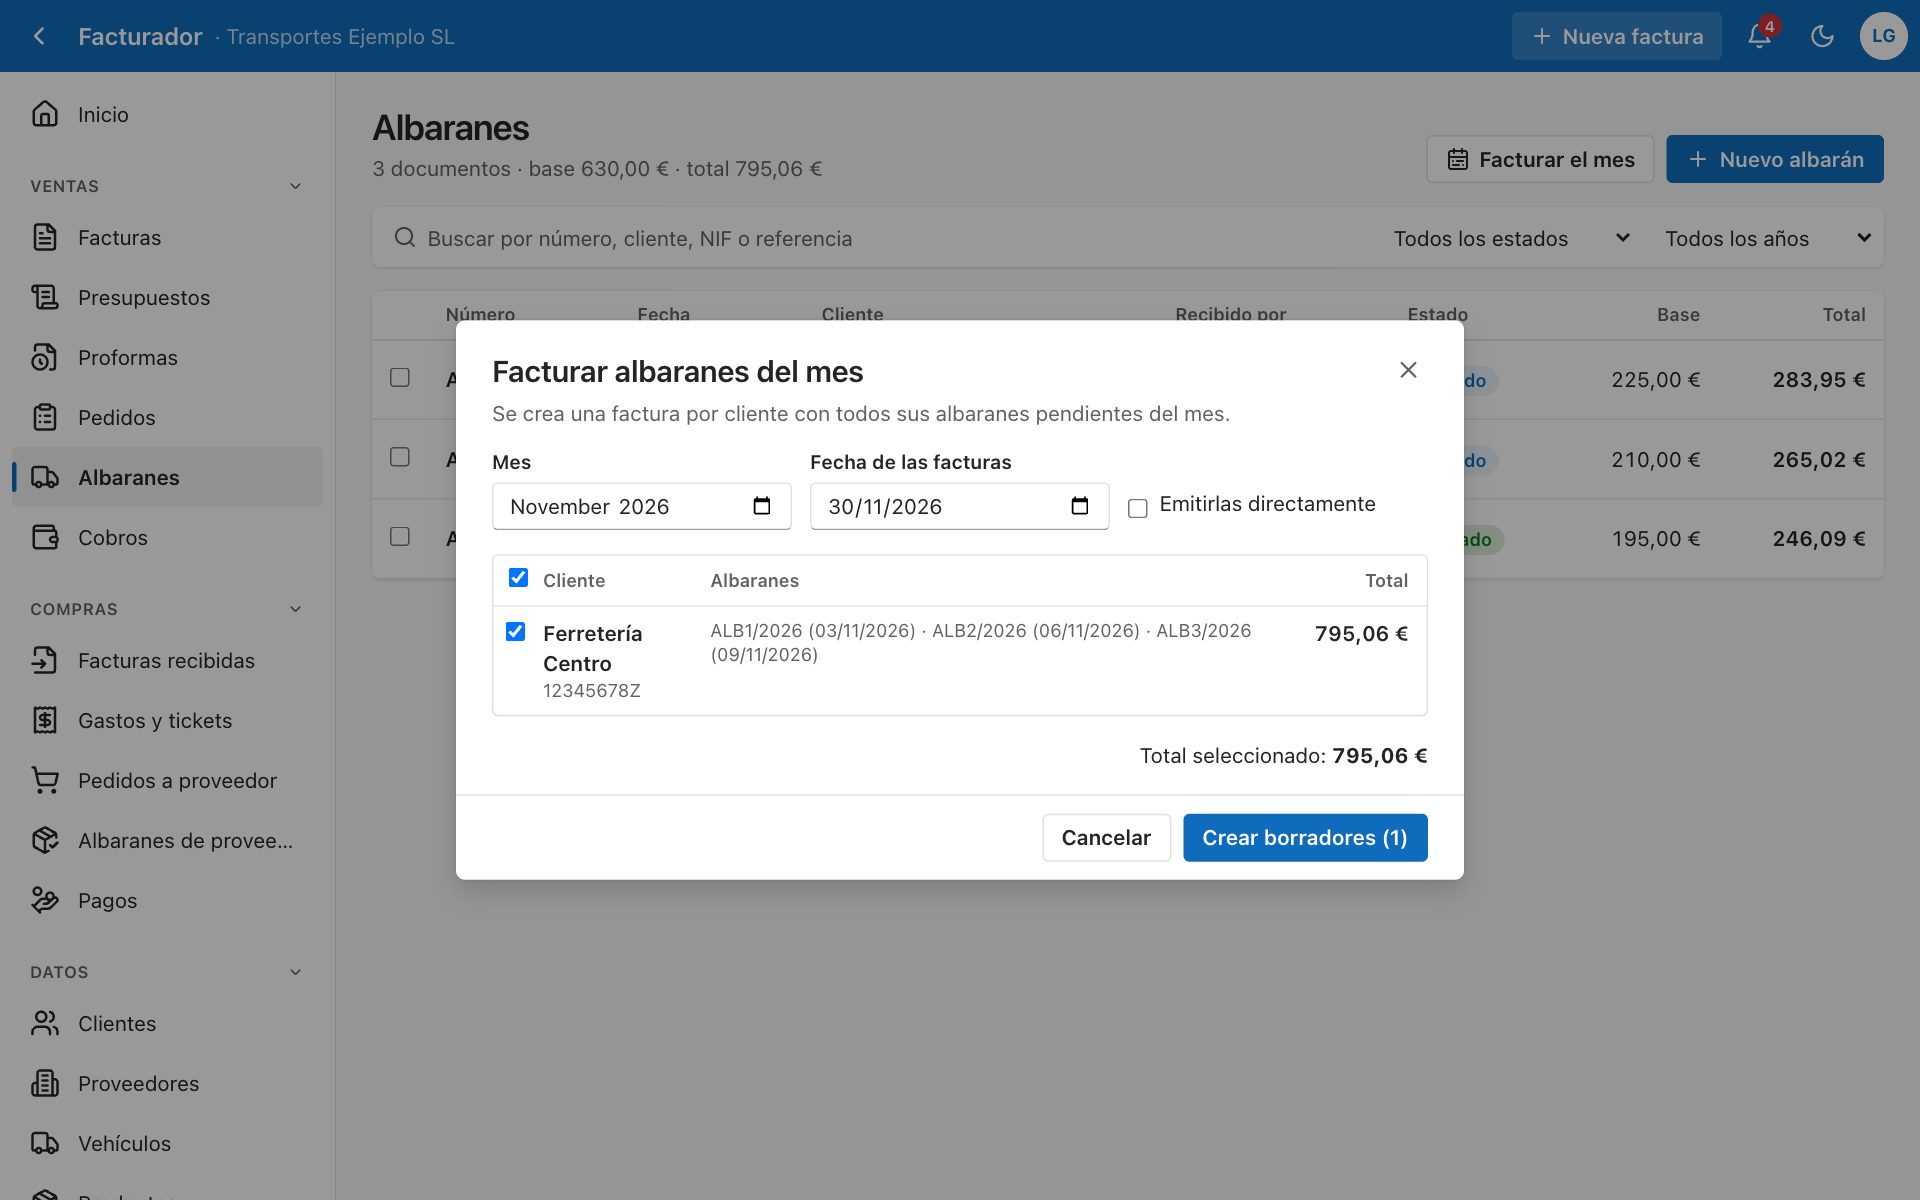 Facturador · Transportes Ejemplo SL
Nueva factura
4
LG
Inicio
VENTAS
Facturas
Presupuestos
Proformas
Pedidos
Albaranes
Cobros
COMPRAS
Facturas recibidas
Gastos y tickets
Pedidos a proveedor
Albaranes de provee...
Pagos
DATOS
Clientes
Proveedores
Vehículos
Albaranes
3 documentos · base 630,00 € · total 795,06 €
Facturar el mes
Nuevo albarán
Buscar por número, cliente, NIF o referencia
Todos los estados
Todos los años
Número Fecha Cliente Recibido por Estado Base Total
A do 225,00 € 283,95 €
A do 210,00 € 265,02 €
A ado 195,00 € 246,09 €
Facturar albaranes del mes
Se crea una factura por cliente con todos sus albaranes pendientes del mes.
Mes
November 2026
Fecha de las facturas
30/11/2026
Emitirlas directamente
Cliente Albaranes Total
Ferretería
Centro
12345678Z
ALB1/2026 (03/11/2026) · ALB2/2026 (06/11/2026) · ALB3/2026
(09/11/2026)
795,06 €
Total seleccionado: 795,06 €
Cancelar
Crear borradores (1)